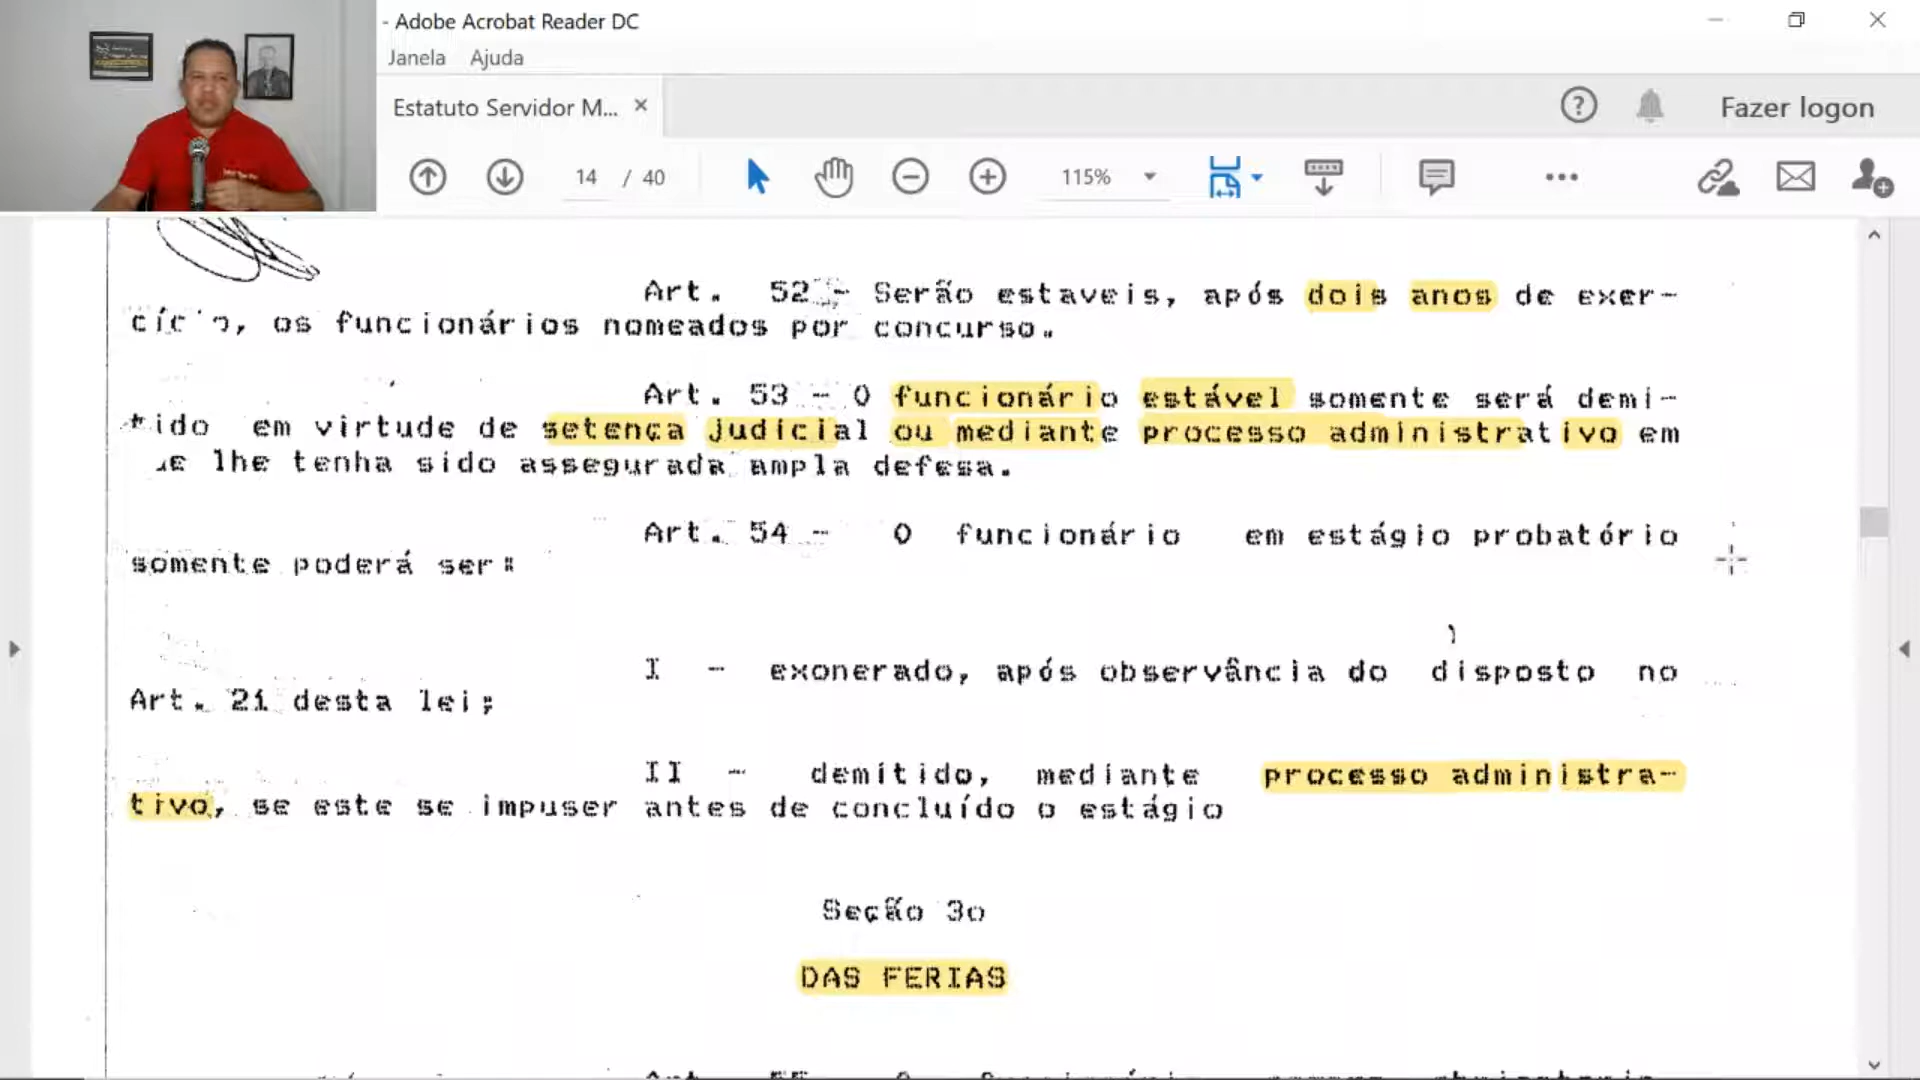 - Adobe Acrobat Reader DC
Janela Ajuda
Estatuto Servidor M... ×
Fazer logon
14 / 40
115%
Art. 52 - Serão estaveis, após dois anos de exer-
os funcionários nomeados por concurso.
Art. 53 - O funcionário estável somente será demi-
tido em virtude de setença judicial ou mediante processo administrativo em
lhe tenha sido assegurada ampla defesa.
Art. 54 - O funcionário em estágio probatório
somente poderá ser:
I - exonerado, após observância do disposto no
Art. 21 desta lei;
II - demítido, mediante processo administra-
tivo, se este se impuser antes de concluído o estágio
Seção 3o
DAS FERIAS